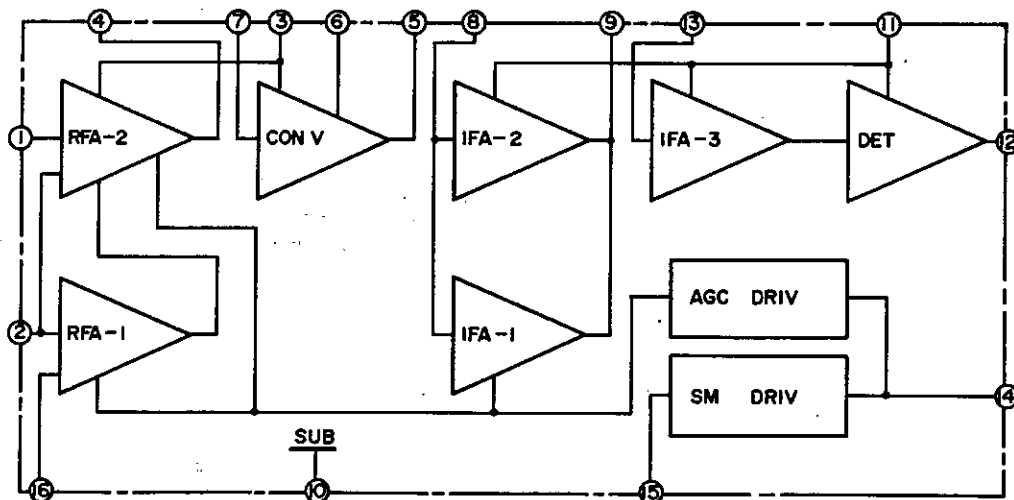 4 7 3 6 5 8 9 13 11
1 RFA-2 CONV IFA-2 IFA-3 DET 12
2 RFA-1 IFA-1 AGC DRIV
SM DRIV 14
SUB
16 10 15